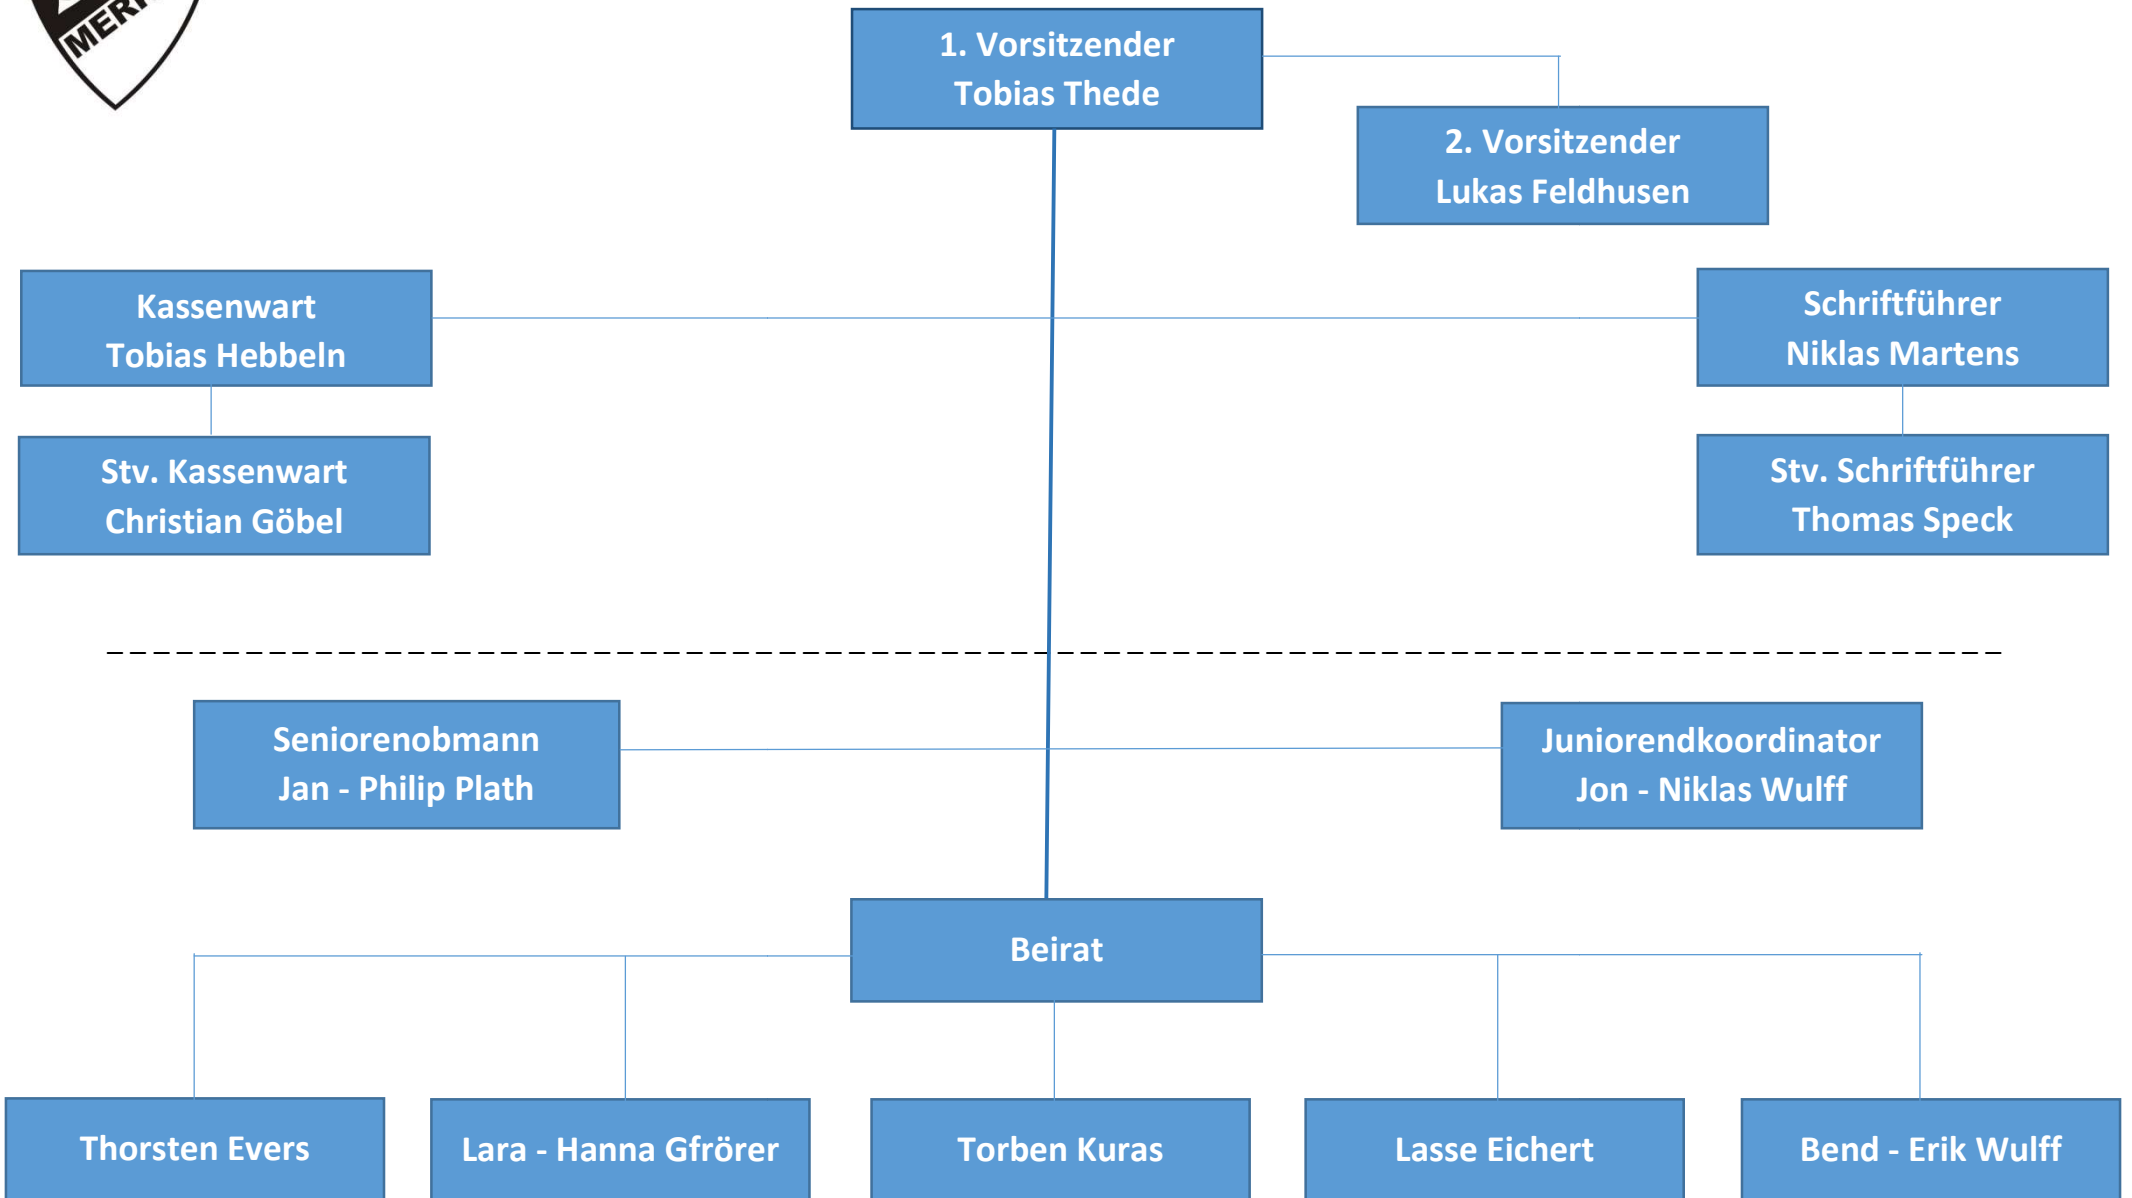 1. Vorsitzender
Tobias Thede
2. Vorsitzender
Lukas Feldhusen
Kassenwart
Tobias Hebbeln
Schriftführer
Niklas Martens
Stv. Kassenwart
Christian Göbel
Stv. Schriftführer
Thomas Speck
Seniorenobmann
Jan - Philip Plath
Juniorendkoordinator
Jon - Niklas Wulff
Beirat
Thorsten Evers
Lara - Hanna Gfrörer
Torben Kuras
Lasse Eichert
Bend - Erik Wulff